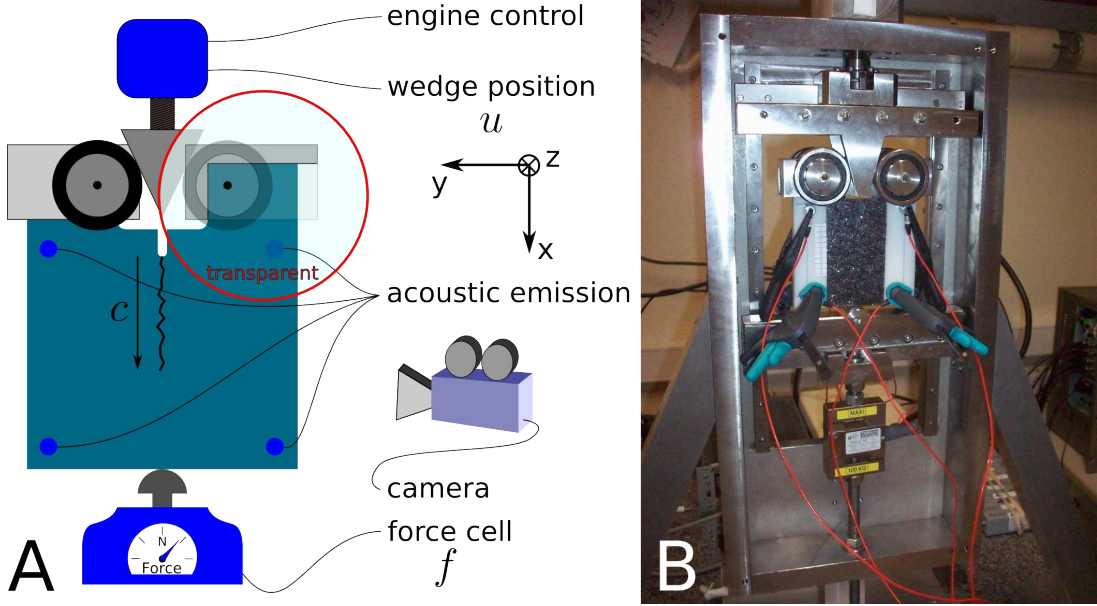 engine control
wedge position
u
z
y
x
transparent
c
acoustic emission
camera
force cell
f
N
Force
A
MAXI
100 KG
B